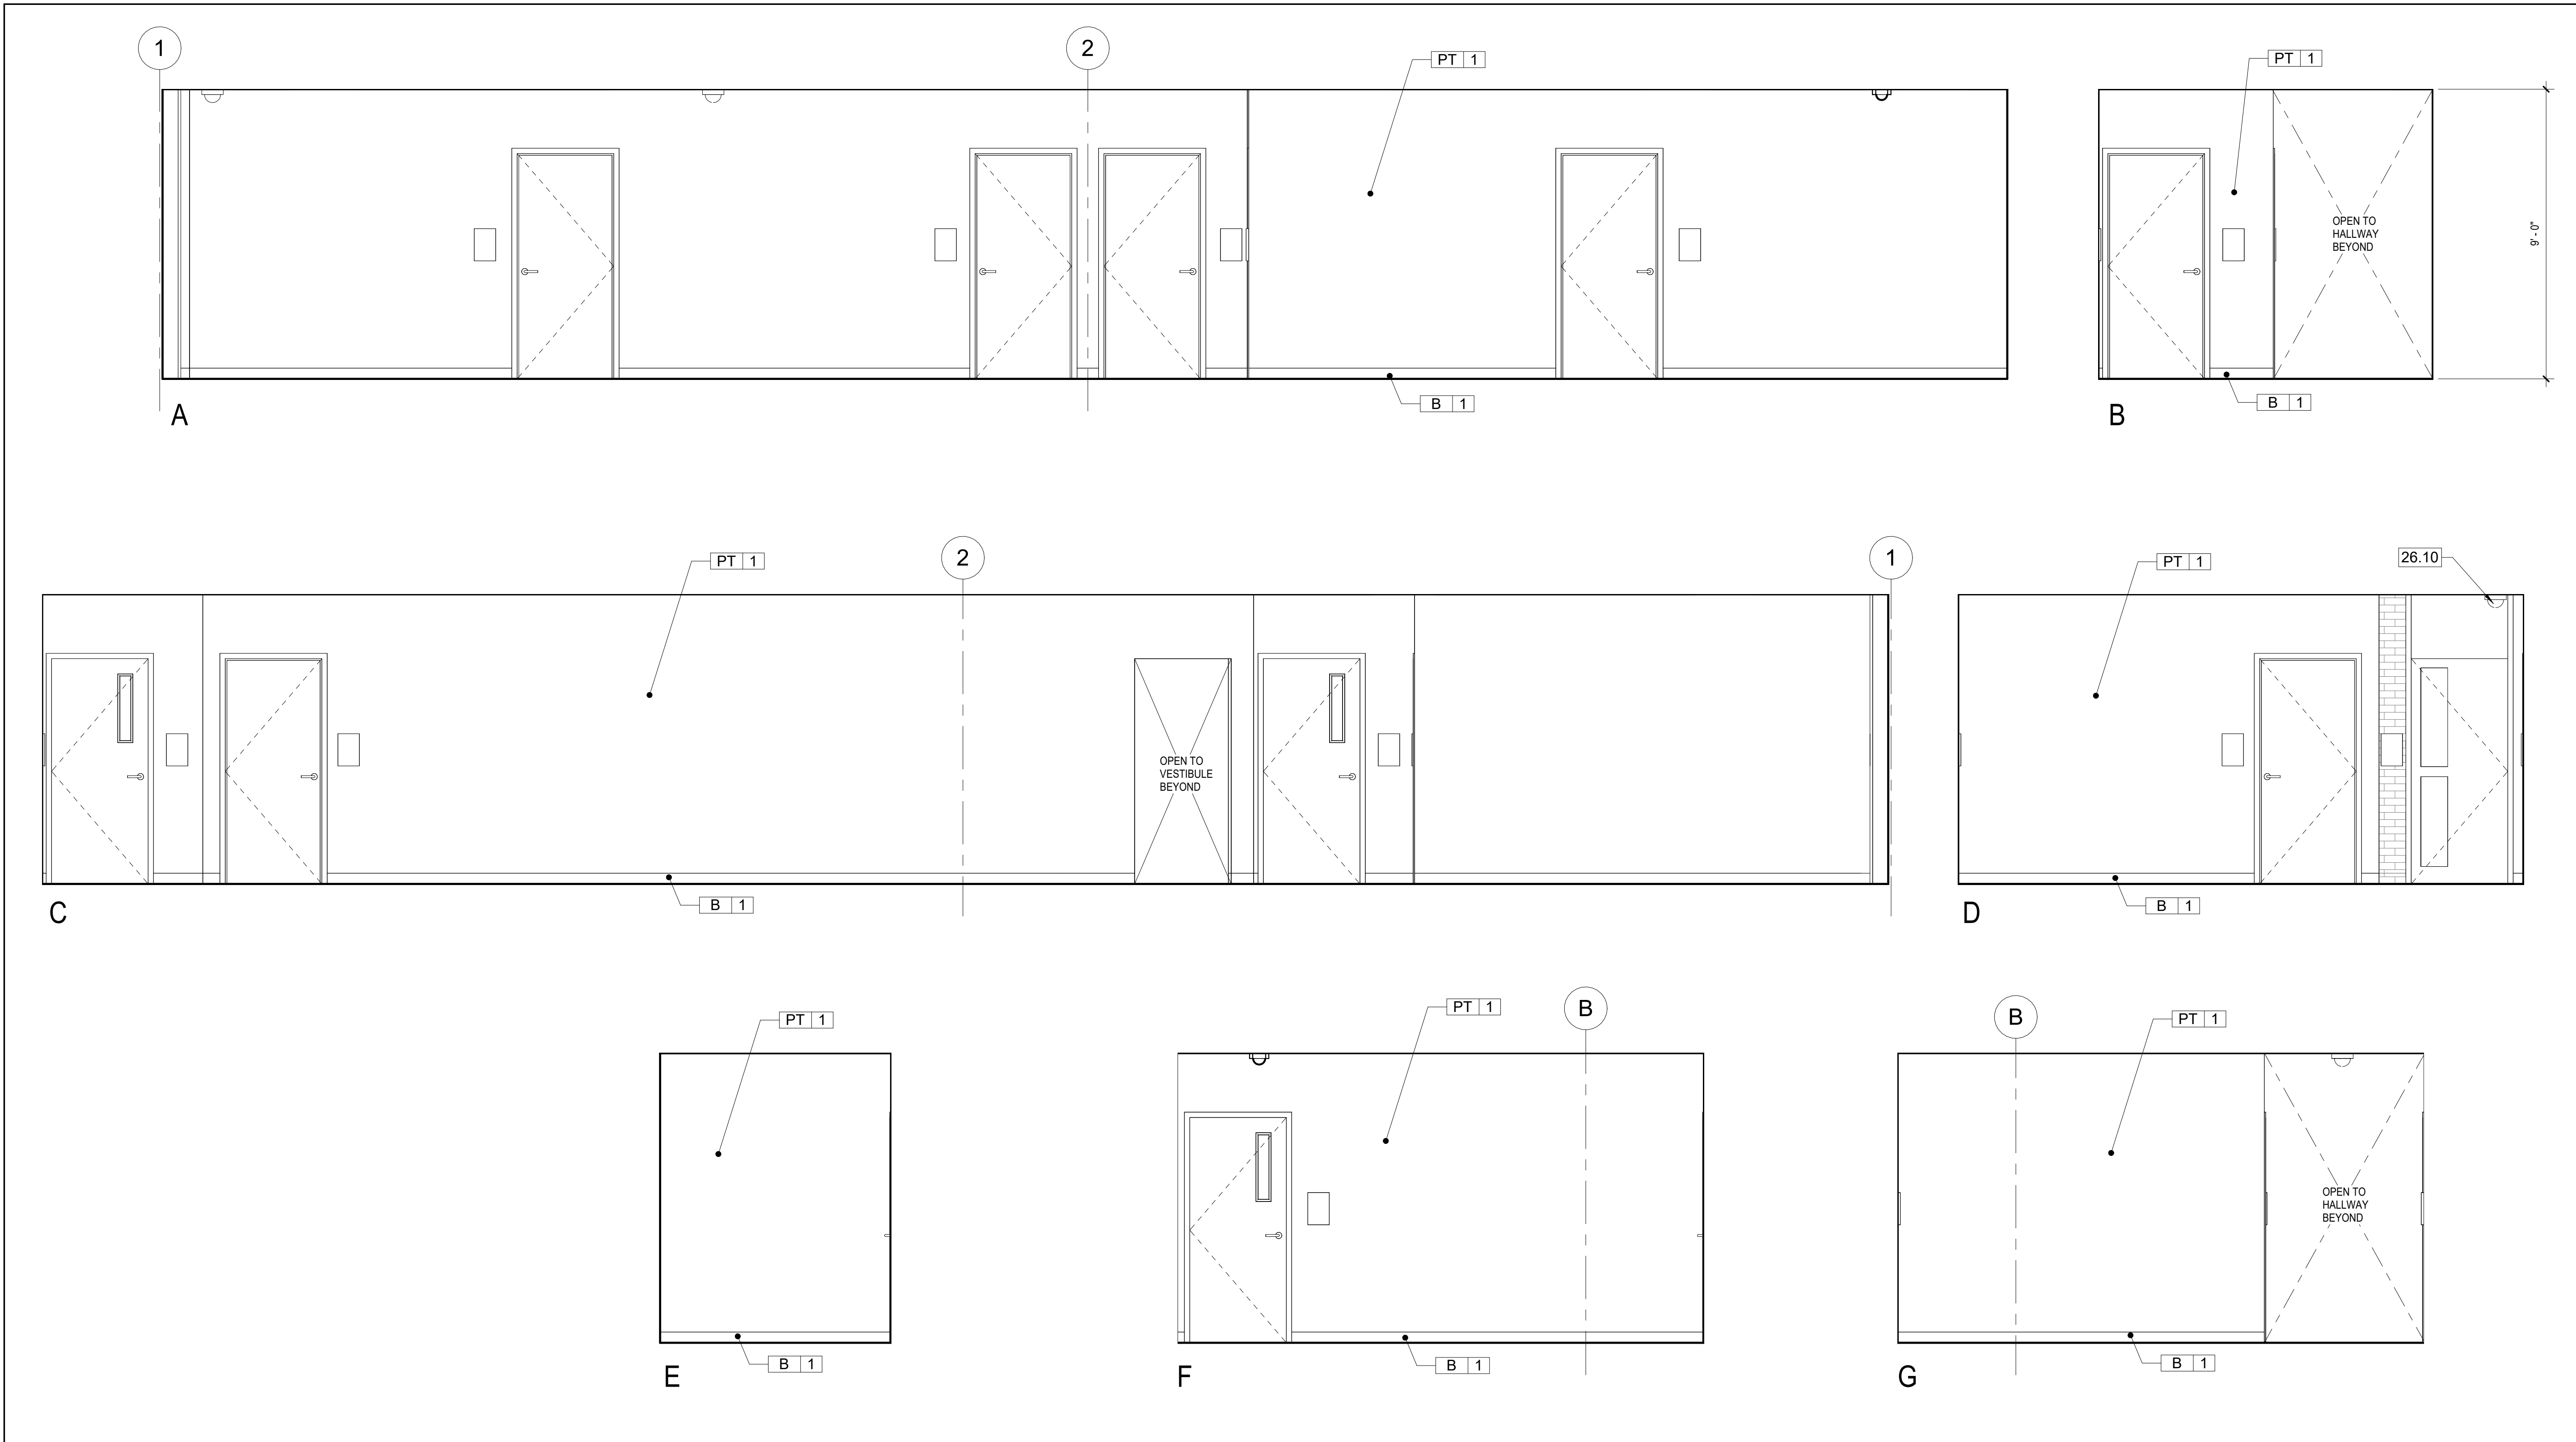 1
2
PT 1
PT 1
OPEN TO
HALLWAY
BEYOND
9' - 0"
B 1
B 1
A
B
2
1
PT 1
PT 1
26.10
OPEN TO
VESTIBULE
BEYOND
B 1
B 1
C
D
B
B
PT 1
PT 1
PT 1
OPEN TO
HALLWAY
BEYOND
B 1
B 1
B 1
E
F
G